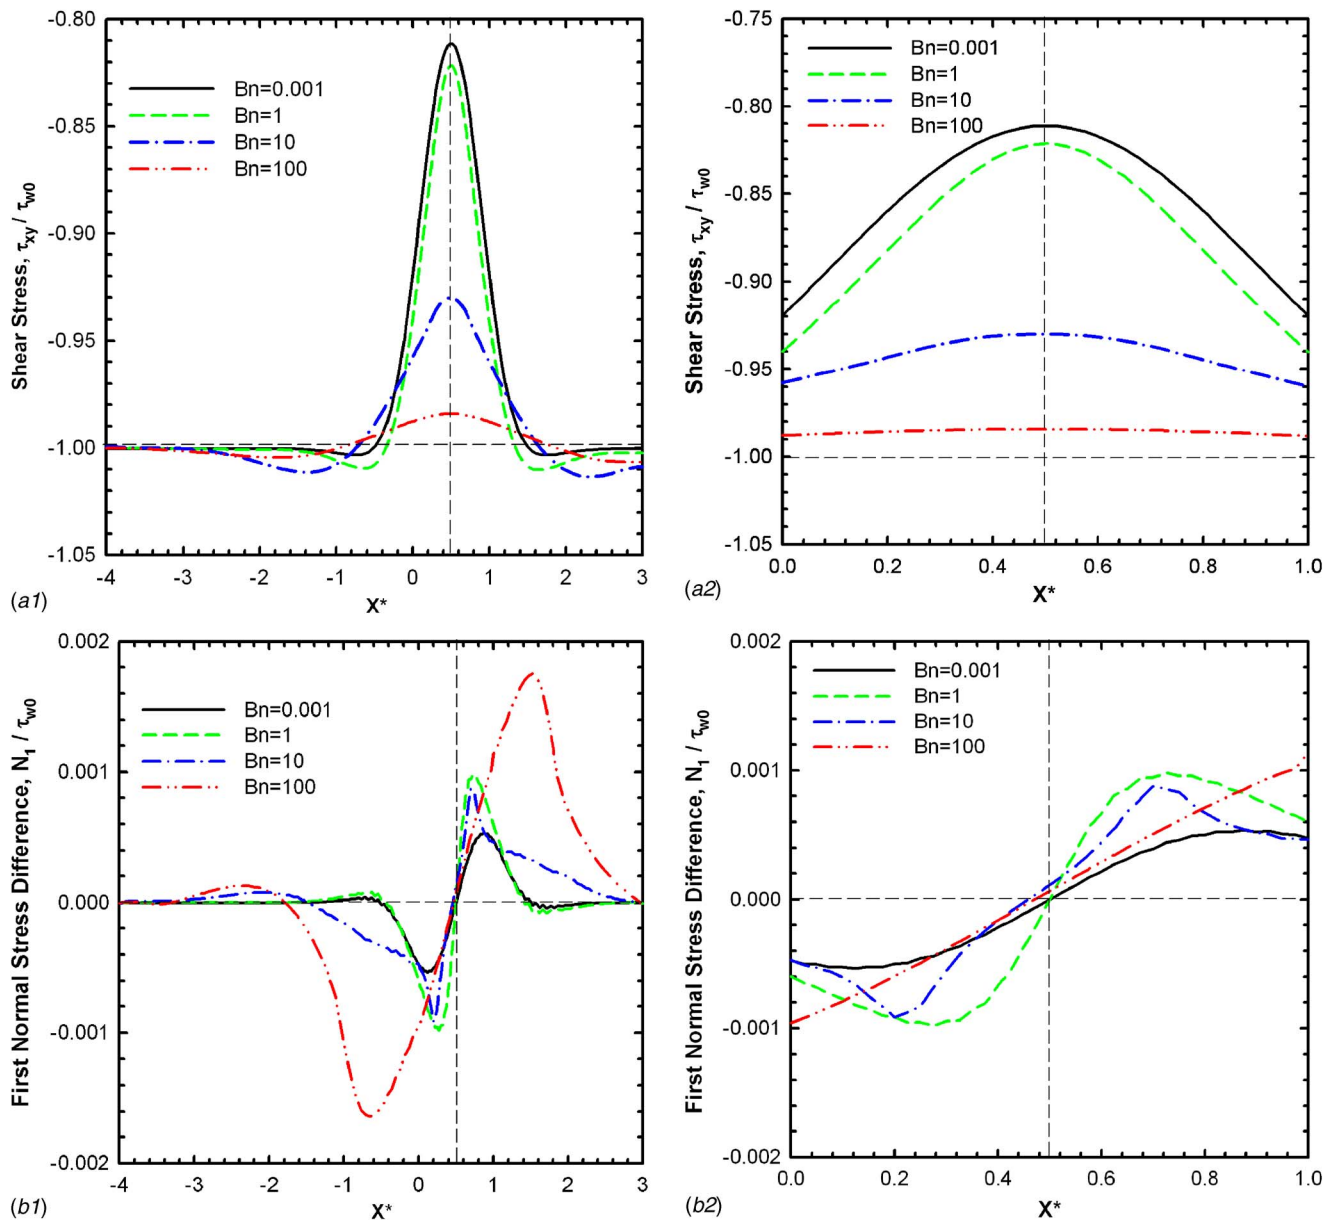 -0.80
-0.85
-0.90
-0.95
-1.00
-1.05
Shear Stress, τxy / τw0
Bn=0.001
Bn=1
Bn=10
Bn=100
-4 -3 -2 -1 0 1 2 3
X*
(a1)
-0.75
-0.80
-0.85
-0.90
-0.95
-1.00
-1.05
Shear Stress, τxy / τw0
Bn=0.001
Bn=1
Bn=10
Bn=100
0.0 0.2 0.4 0.6 0.8 1.0
X*
(a2)
0.002
0.001
0.000
-0.001
-0.002
First Normal Stress Difference, N1 / τw0
Bn=0.001
Bn=1
Bn=10
Bn=100
-4 -3 -2 -1 0 1 2 3
X*
(b1)
0.002
0.001
0.000
-0.001
-0.002
First Normal Stress Difference, N1 / τw0
Bn=0.001
Bn=1
Bn=10
Bn=100
0.0 0.2 0.4 0.6 0.8 1.0
X*
(b2)